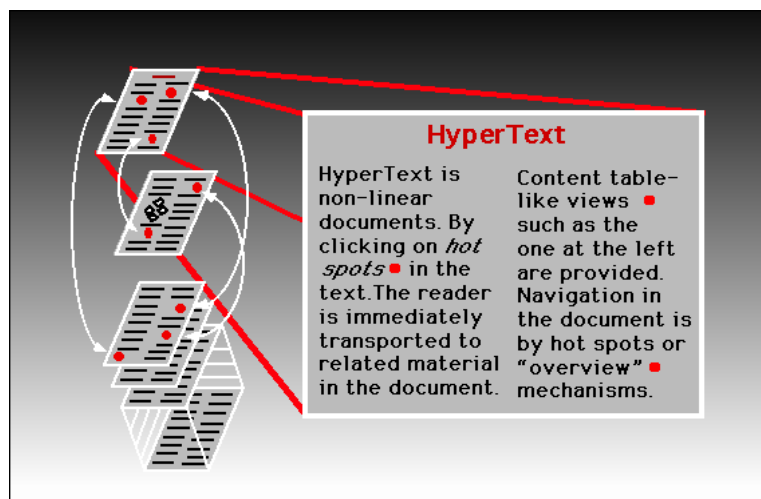 HyperText
HyperText is
non-linear
documents. By
clicking on hot
spots in the
text.The reader
is immediately
transported to
related material
in the document.
Content table-
like views
such as the
one at the left
are provided.
Navigation in
the document is
by hot spots or
“overview”
mechanisms.